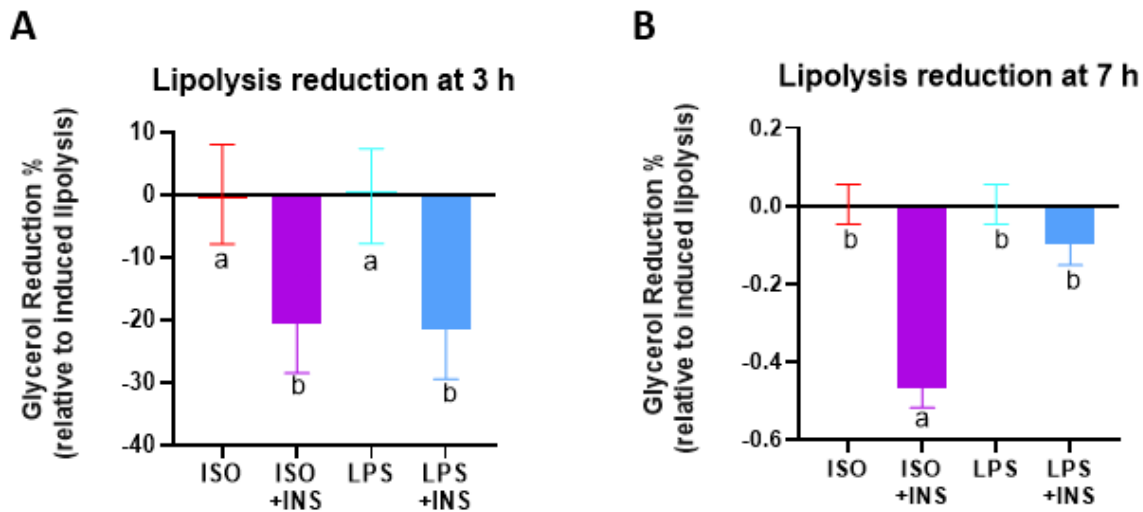 A
Lipolysis reduction at 3 h
Glycerol Reduction %
(relative to induced lipolysis)
10
0
-10
-20
-30
-40
a
b
a
b
ISO
ISO
+INS
LPS
LPS
+INS
B
Lipolysis reduction at 7 h
Glycerol Reduction %
(relative to induced lipolysis)
0.2
0.0
-0.2
-0.4
-0.6
b
a
b
b
ISO
ISO
+INS
LPS
LPS
+INS